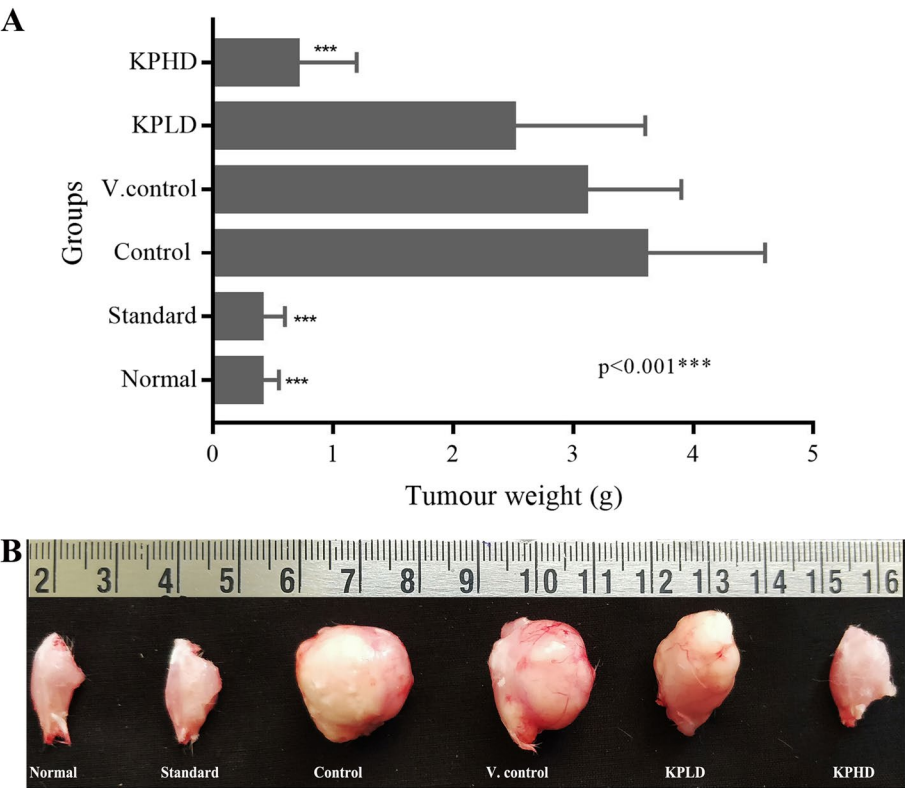 A
KPHD
***
KPLD
V.control
Control
Standard
***
Normal
***
p<0.001***
Groups
0 1 2 3 4 5
Tumour weight (g)
B
2 3 4 5 6 7 8 9 10 11 12 13 14 15 16
Normal Standard Control V. control KPLD KPHD